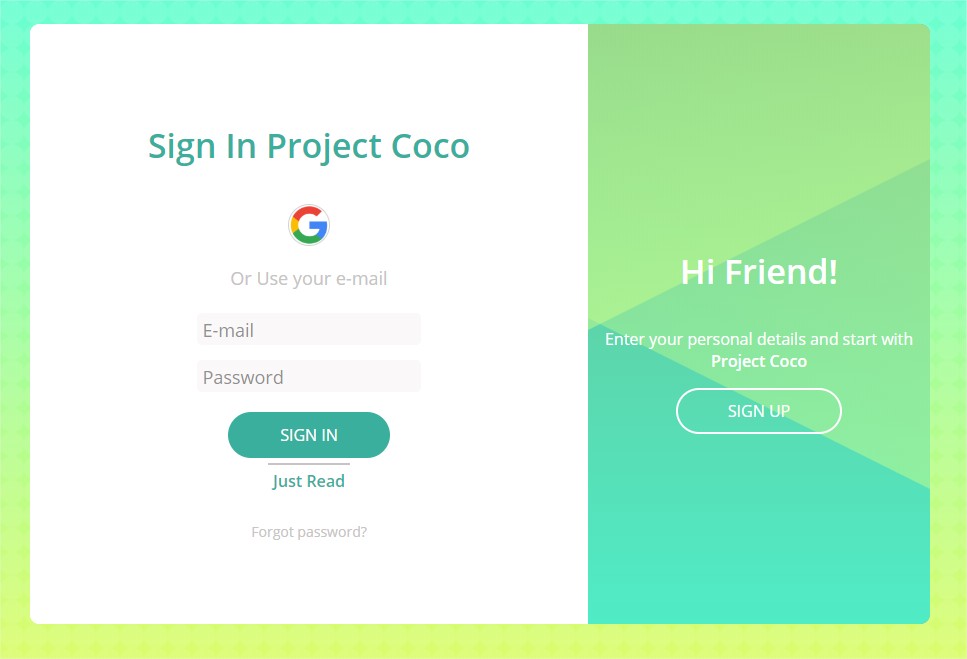 Sign In Project Coco
Or Use your e-mail
E-mail
Password
SIGN IN
Just Read
Forgot password?
Hi Friend!
Enter your personal details and start with
Project Coco
SIGN UP